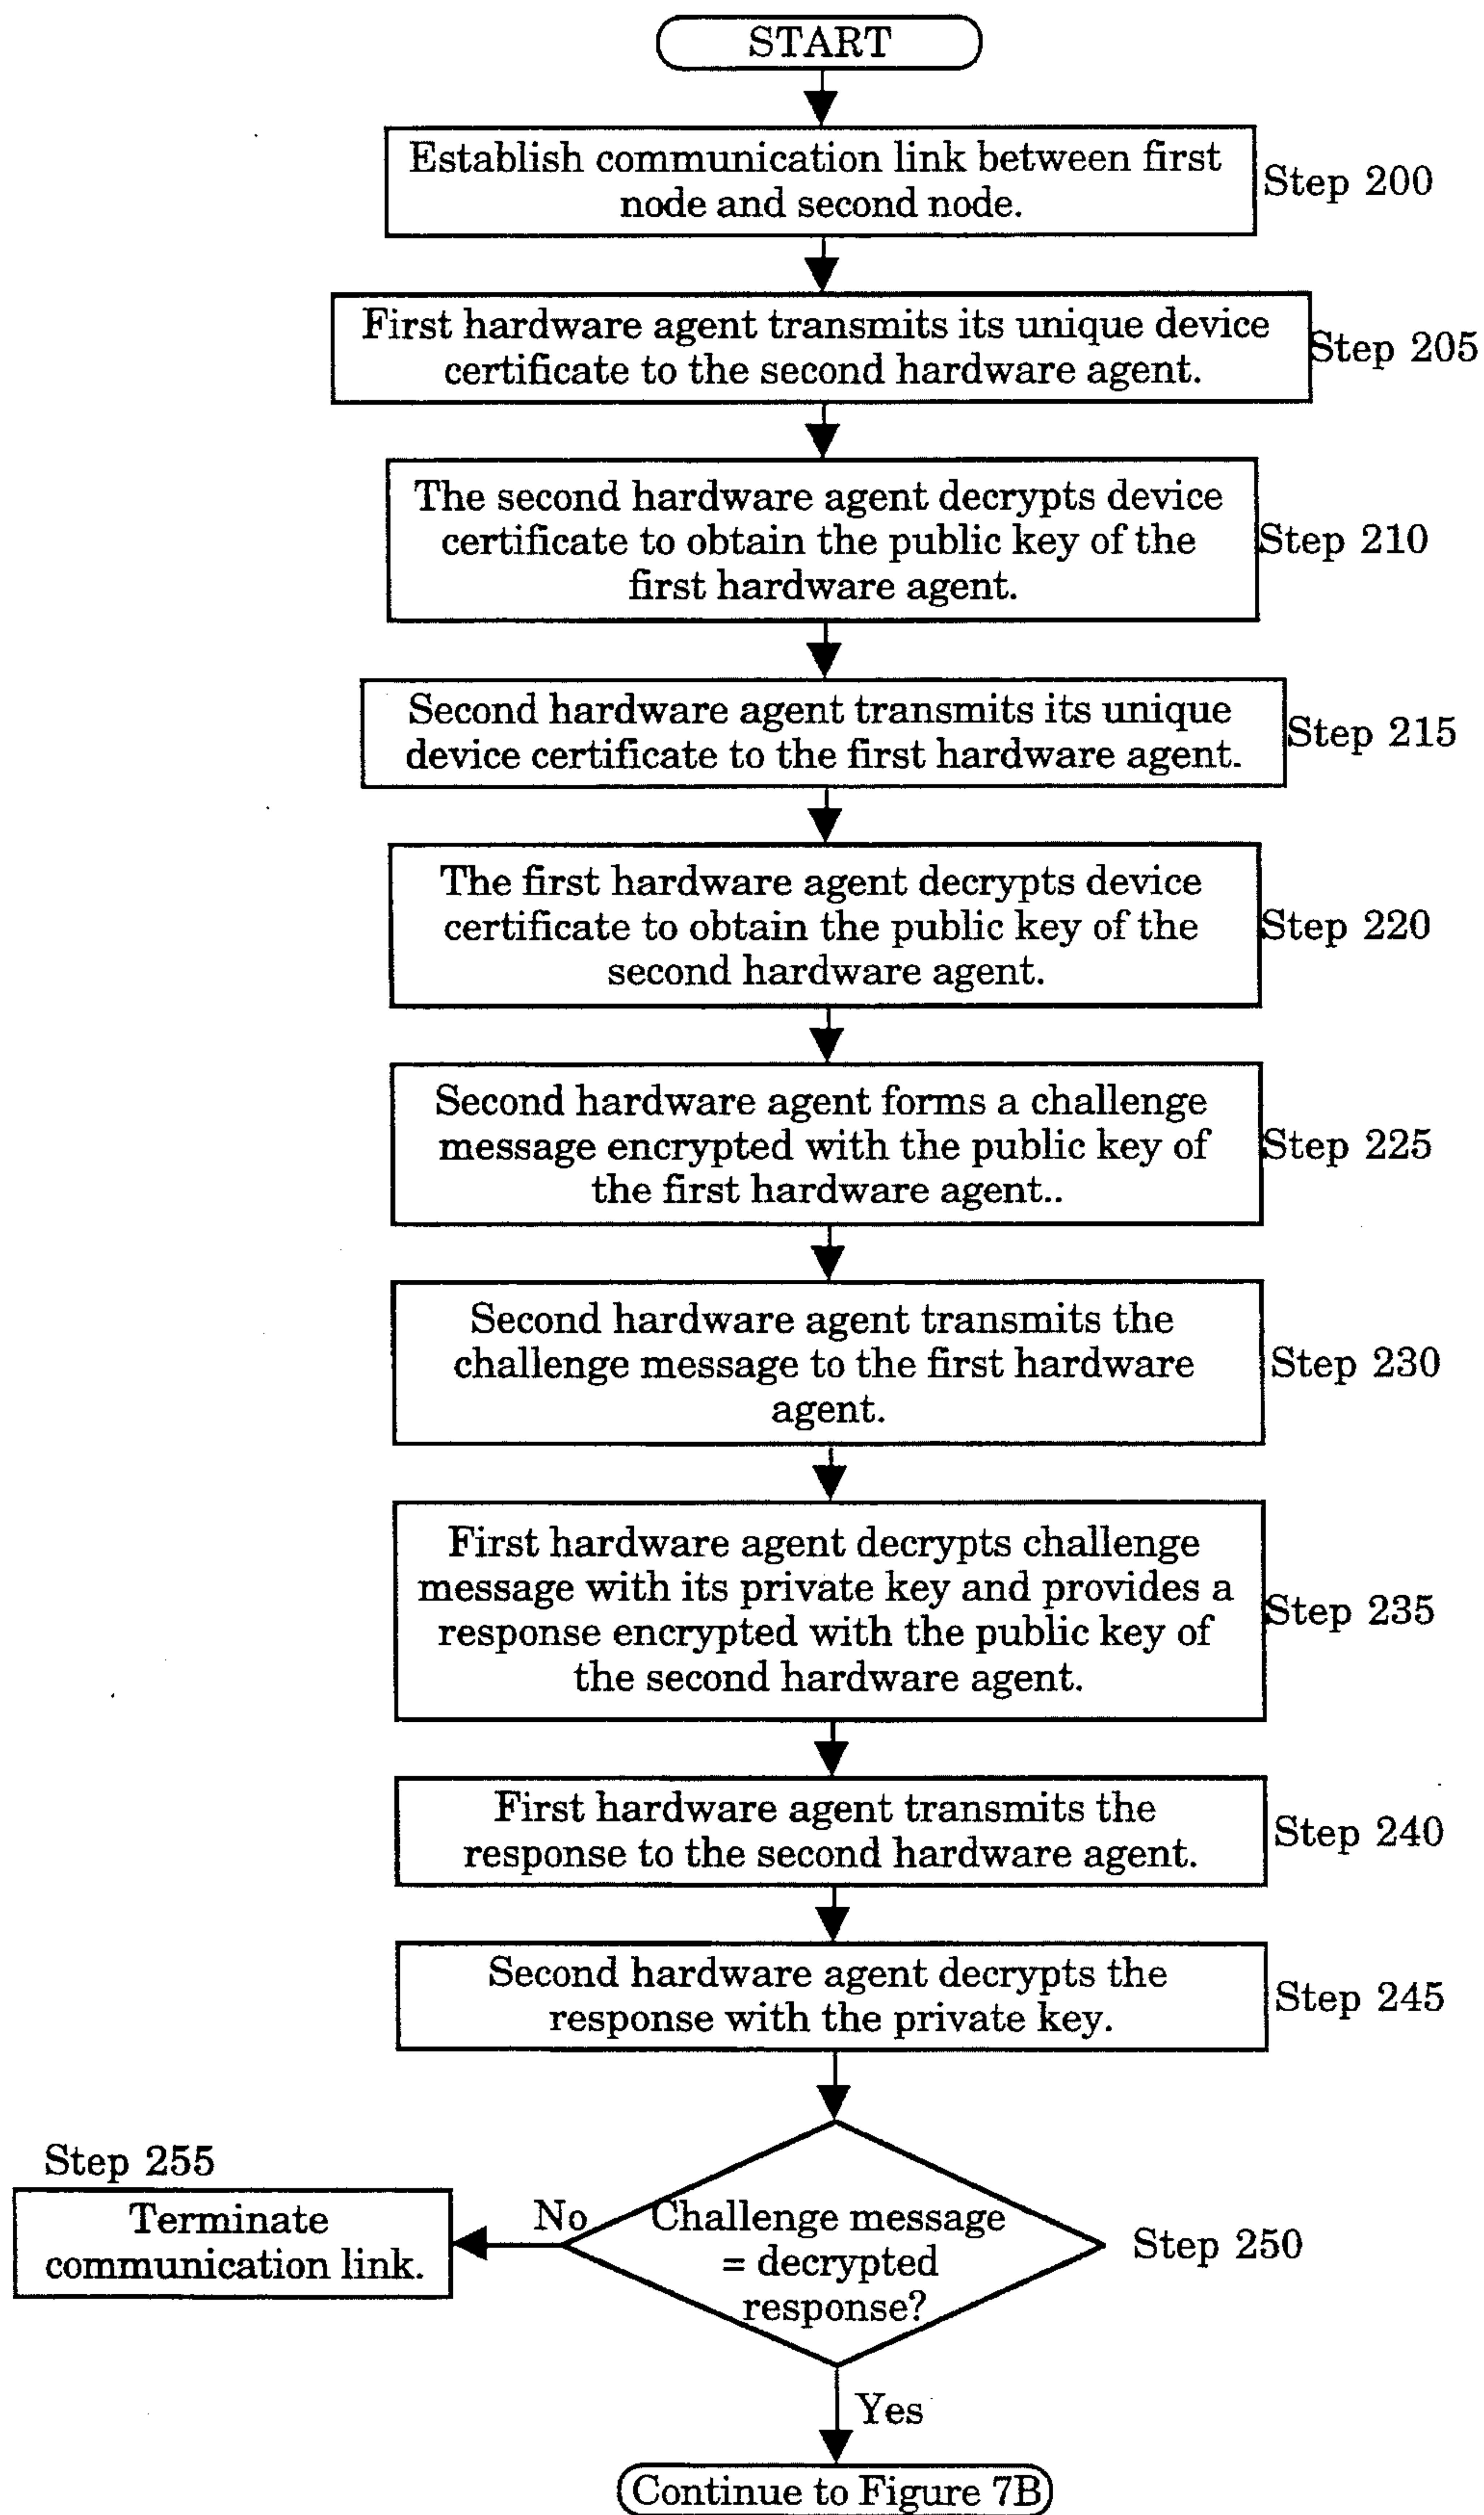 START
Establish communication link between first
node and second node.
Step 200
First hardware agent transmits its unique device
certificate to the second hardware agent.
Step 205
The second hardware agent decrypts device
certificate to obtain the public key of the
first hardware agent.
Step 210
Second hardware agent transmits its unique
device certificate to the first hardware agent.
Step 215
The first hardware agent decrypts device
certificate to obtain the public key of the
second hardware agent.
Step 220
Second hardware agent forms a challenge
message encrypted with the public key of
the first hardware agent..
Step 225
Second hardware agent transmits the
challenge message to the first hardware
agent.
Step 230
First hardware agent decrypts challenge
message with its private key and provides a
response encrypted with the public key of
the second hardware agent.
Step 235
First hardware agent transmits the
response to the second hardware agent.
Step 240
Second hardware agent decrypts the
response with the private key.
Step 245
Challenge message
= decrypted
response?
Step 250
No
Step 255
Terminate
communication link.
Yes
Continue to Figure 7B